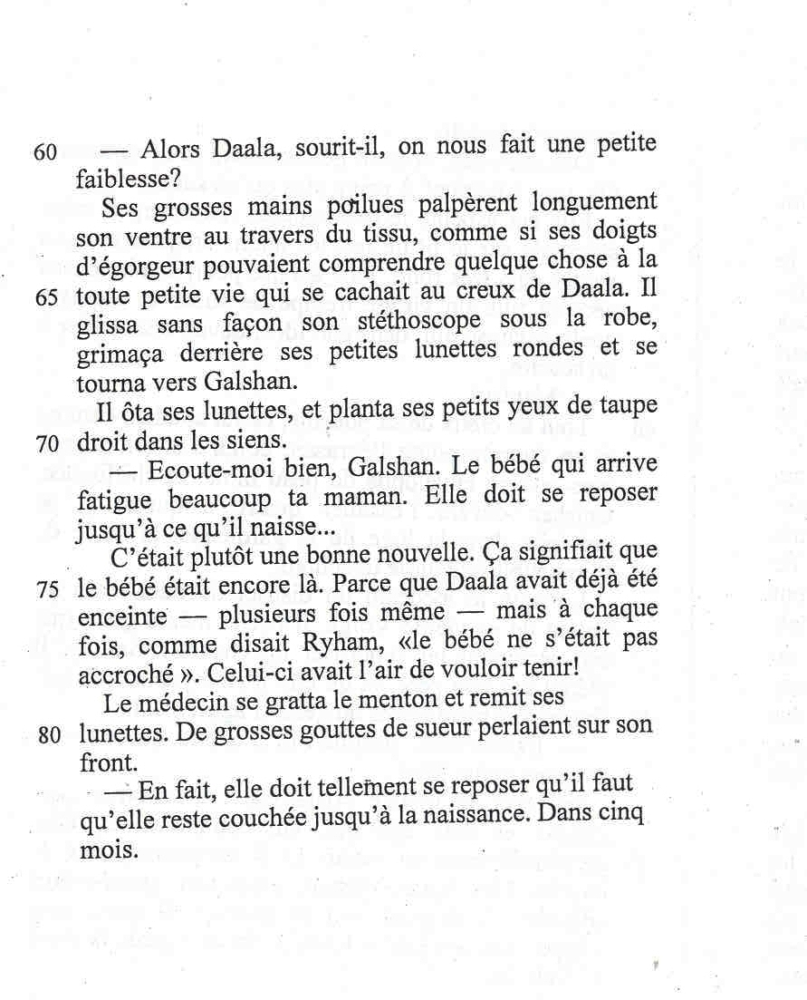 60 — Alors Daala, sourit-il, on nous fait une petite
faiblesse?
Ses grosses mains poilues palpèrent longuement
son ventre au travers du tissu, comme si ses doigts
d’égorgeur pouvaient comprendre quelque chose à la
65 toute petite vie qui se cachait au creux de Daala. Il
glissa sans façon son stéthoscope sous la robe,
grimaça derrière ses petites lunettes rondes et se
tourna vers Galshan.
Il ôta ses lunettes, et planta ses petits yeux de taupe
70 droit dans les siens.
— Ecoute-moi bien, Galshan. Le bébé qui arrive
fatigue beaucoup ta maman. Elle doit se reposer
jusqu’à ce qu’il naisse...
C’était plutôt une bonne nouvelle. Ça signifiait que
75 le bébé était encore là. Parce que Daala avait déjà été
enceinte — plusieurs fois même — mais à chaque
fois, comme disait Ryham, «le bébé ne s’était pas
accroché ». Celui-ci avait l’air de vouloir tenir!
Le médecin se gratta le menton et remit ses
80 lunettes. De grosses gouttes de sueur perlaient sur son
front.
— En fait, elle doit tellement se reposer qu’il faut
qu’elle reste couchée jusqu’à la naissance. Dans cinq
mois.